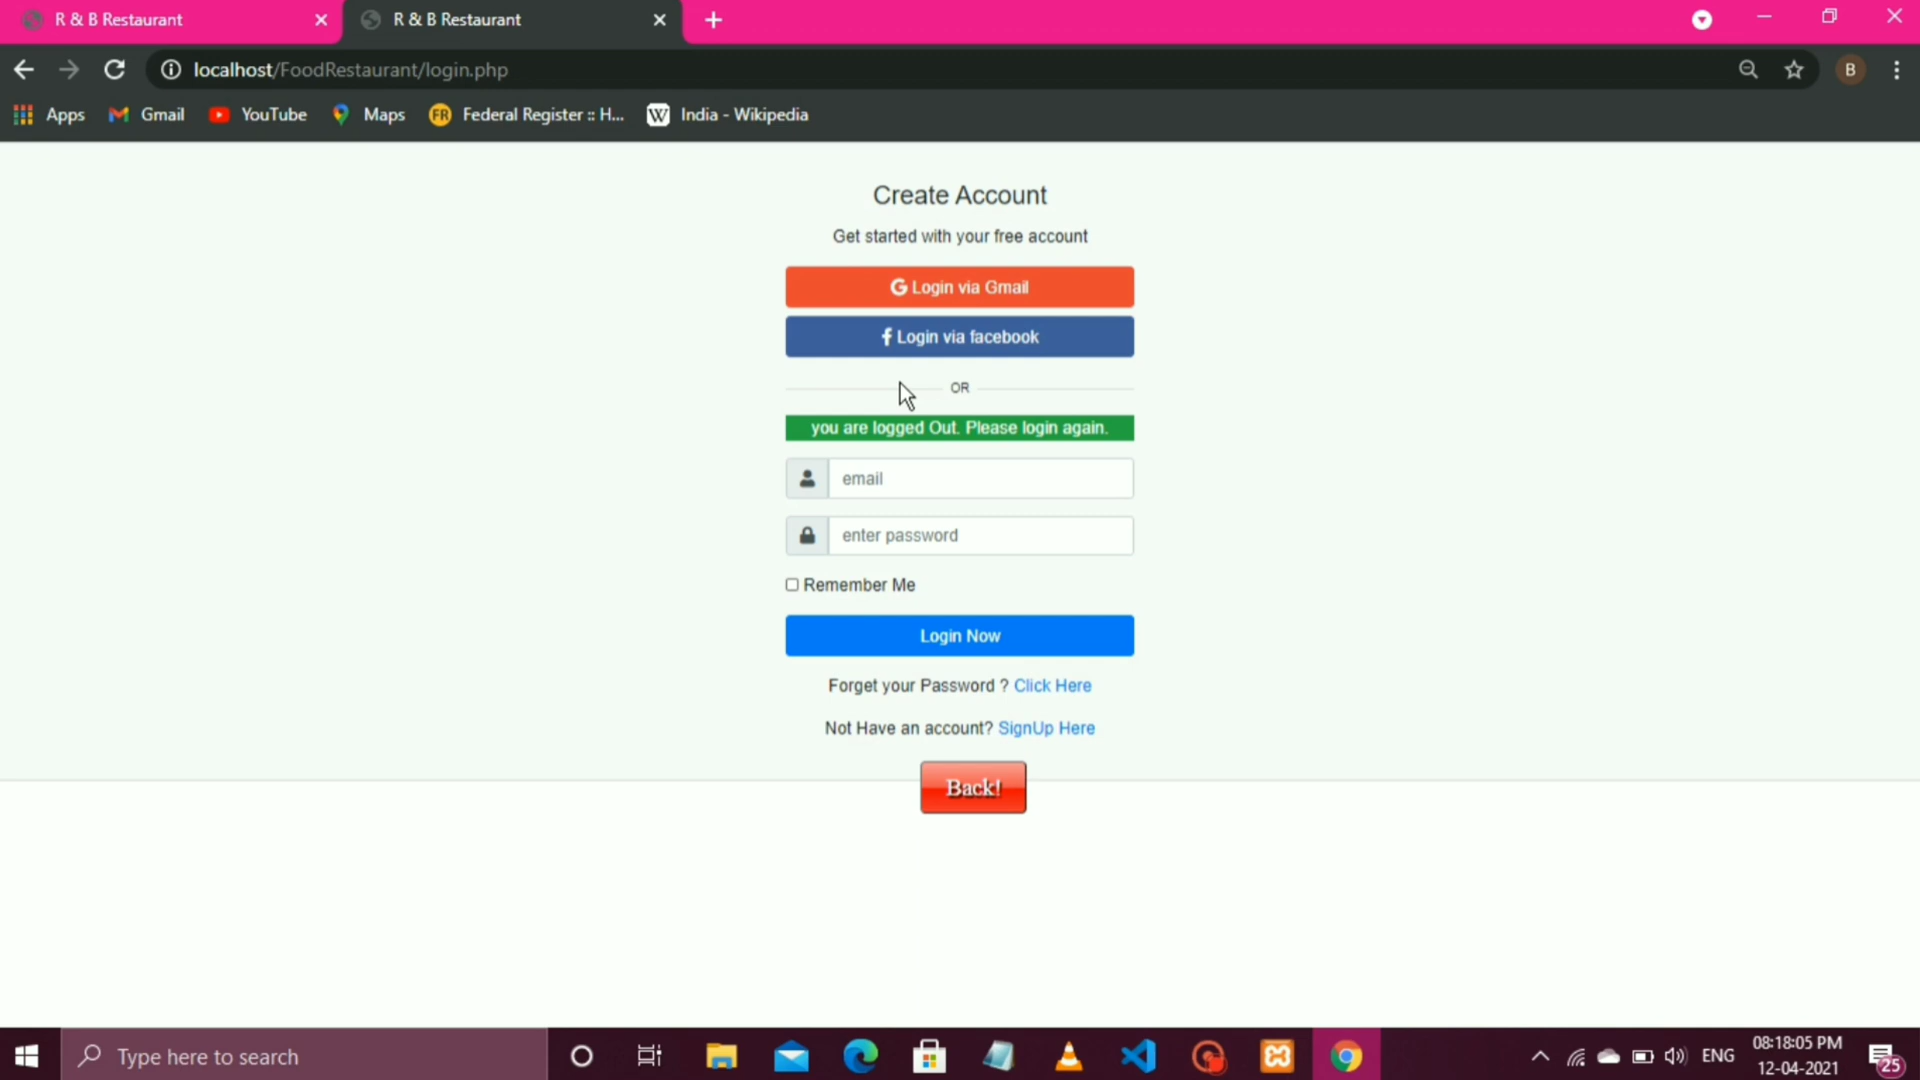 R & B Restaurant
R & B Restaurant
localhost/FoodRestaurant/login.php
B
Apps
Gmail
YouTube
Maps
FR Federal Register :: H...
W India - Wikipedia
Create Account
Get started with your free account
G Login via Gmail
f Login via facebook
OR
you are logged Out. Please login again.
email
enter password
Remember Me
Login Now
Forget your Password ? Click Here
Not Have an account? SignUp Here
Back!
Type here to search
ENG
08:18:05 PM
12-04-2021
25